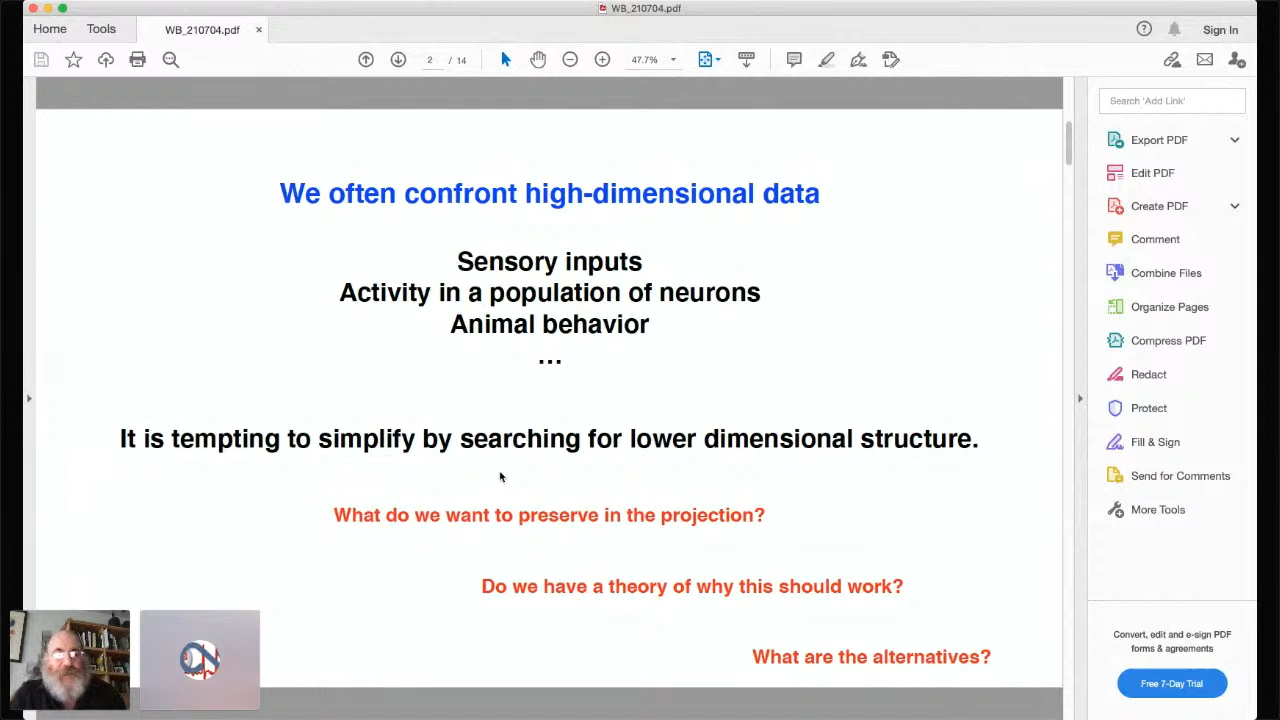 WB_210704.pdf
Home
Tools
WB_210704.pdf
×
Sign In
2 / 14
47.7%
Search 'Add Link'
We often confront high-dimensional data
Sensory inputs
Activity in a population of neurons
Animal behavior
...
It is tempting to simplify by searching for lower dimensional structure.
What do we want to preserve in the projection?
Do we have a theory of why this should work?
What are the alternatives?
Export PDF
Edit PDF
Create PDF
Comment
Combine Files
Organize Pages
Compress PDF
Redact
Protect
Fill & Sign
Send for Comments
More Tools
Convert, edit and e-sign PDF
forms & agreements
Free 7-Day Trial